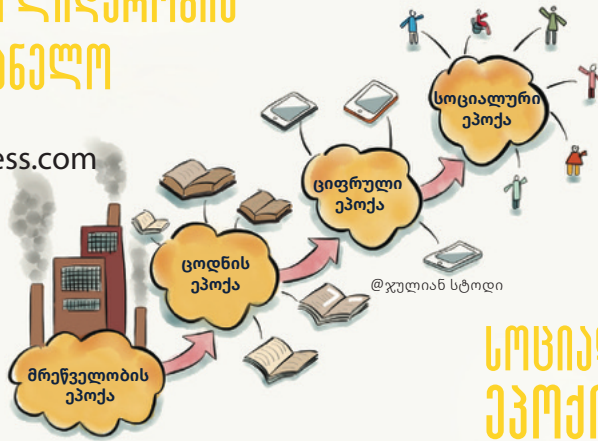 ess.com
სოციალური
ეპოქა
ციფრული
ეპოქა
ცოდნის
ეპოქა
@ჯულიან სტოდი
მრეწველობის
ეპოქა